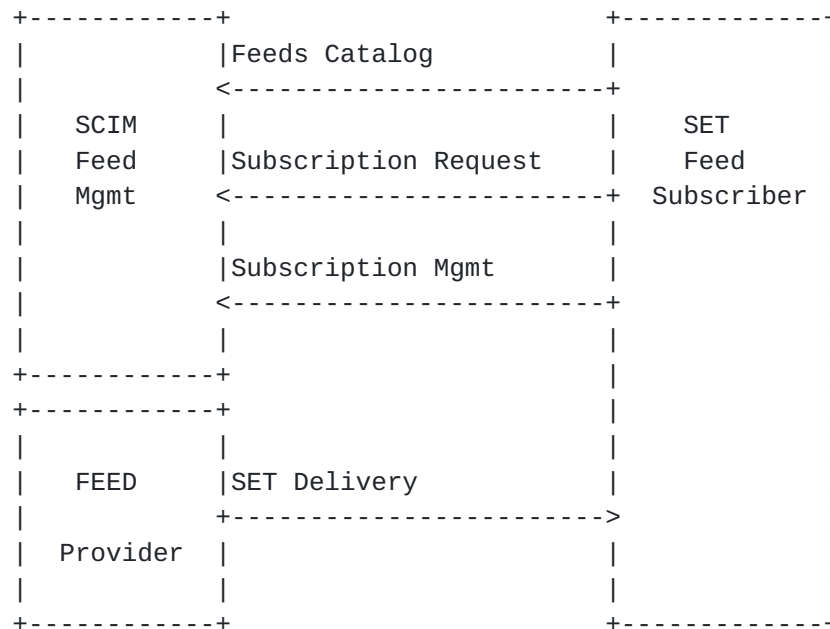 +------------+                        +-------------+
|            |Feeds Catalog           |             |
|            <------------------------+
|   SCIM     |                        |    SET
|   Feed     |Subscription Request    |    Feed
|   Mgmt     <------------------------+  Subscriber
|            |                        |
|            |Subscription Mgmt       |
|            <------------------------+
|            |                        |
+------------+                        |
+------------+                        |
|            |                        |
|   FEED     |SET Delivery            |
|            +------------------------>
|  Provider  |                        |
|            |                        |
+------------+                        +-------------+